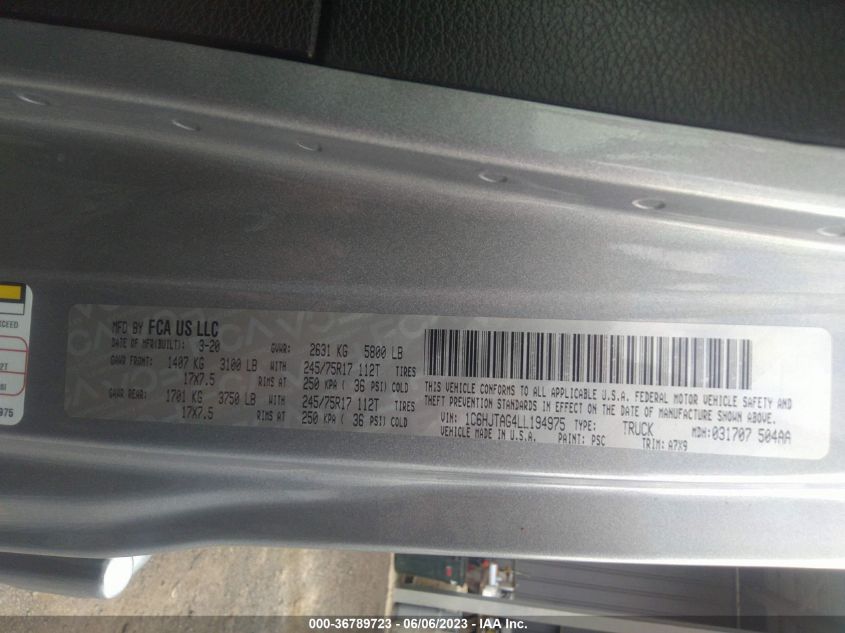 XCEED
2T
SI
975
MFD BY FCA US LLC
DATE OF MFR(BUILT): 3-20 GVWR: 2631 KG 5800 LB
GAWR FRONT: 1407 KG 3100 LB WITH 245/75R17 112T TIRES
17X7.5 RIMS AT 250 KPA ( 36 PSI) COLD
GAWR REAR: 1701 KG 3750 LB WITH 245/75R17 112T TIRES
17X7.5 RIMS AT 250 KPA ( 36 PSI) COLD
THIS VEHICLE CONFORMS TO ALL APPLICABLE U.S.A. FEDERAL MOTOR VEHICLE SAFETY AND
THEFT PREVENTION STANDARDS IN EFFECT ON THE DATE OF MANUFACTURE SHOWN ABOVE.
VIN: 1C6HJTAG4LL194975 TYPE: TRUCK MDH: 031707 504AA
VEHICLE MADE IN U.S.A. PAINT: PSC TRIM: A7X9
000-36789723 - 06/06/2023 - IAA Inc.